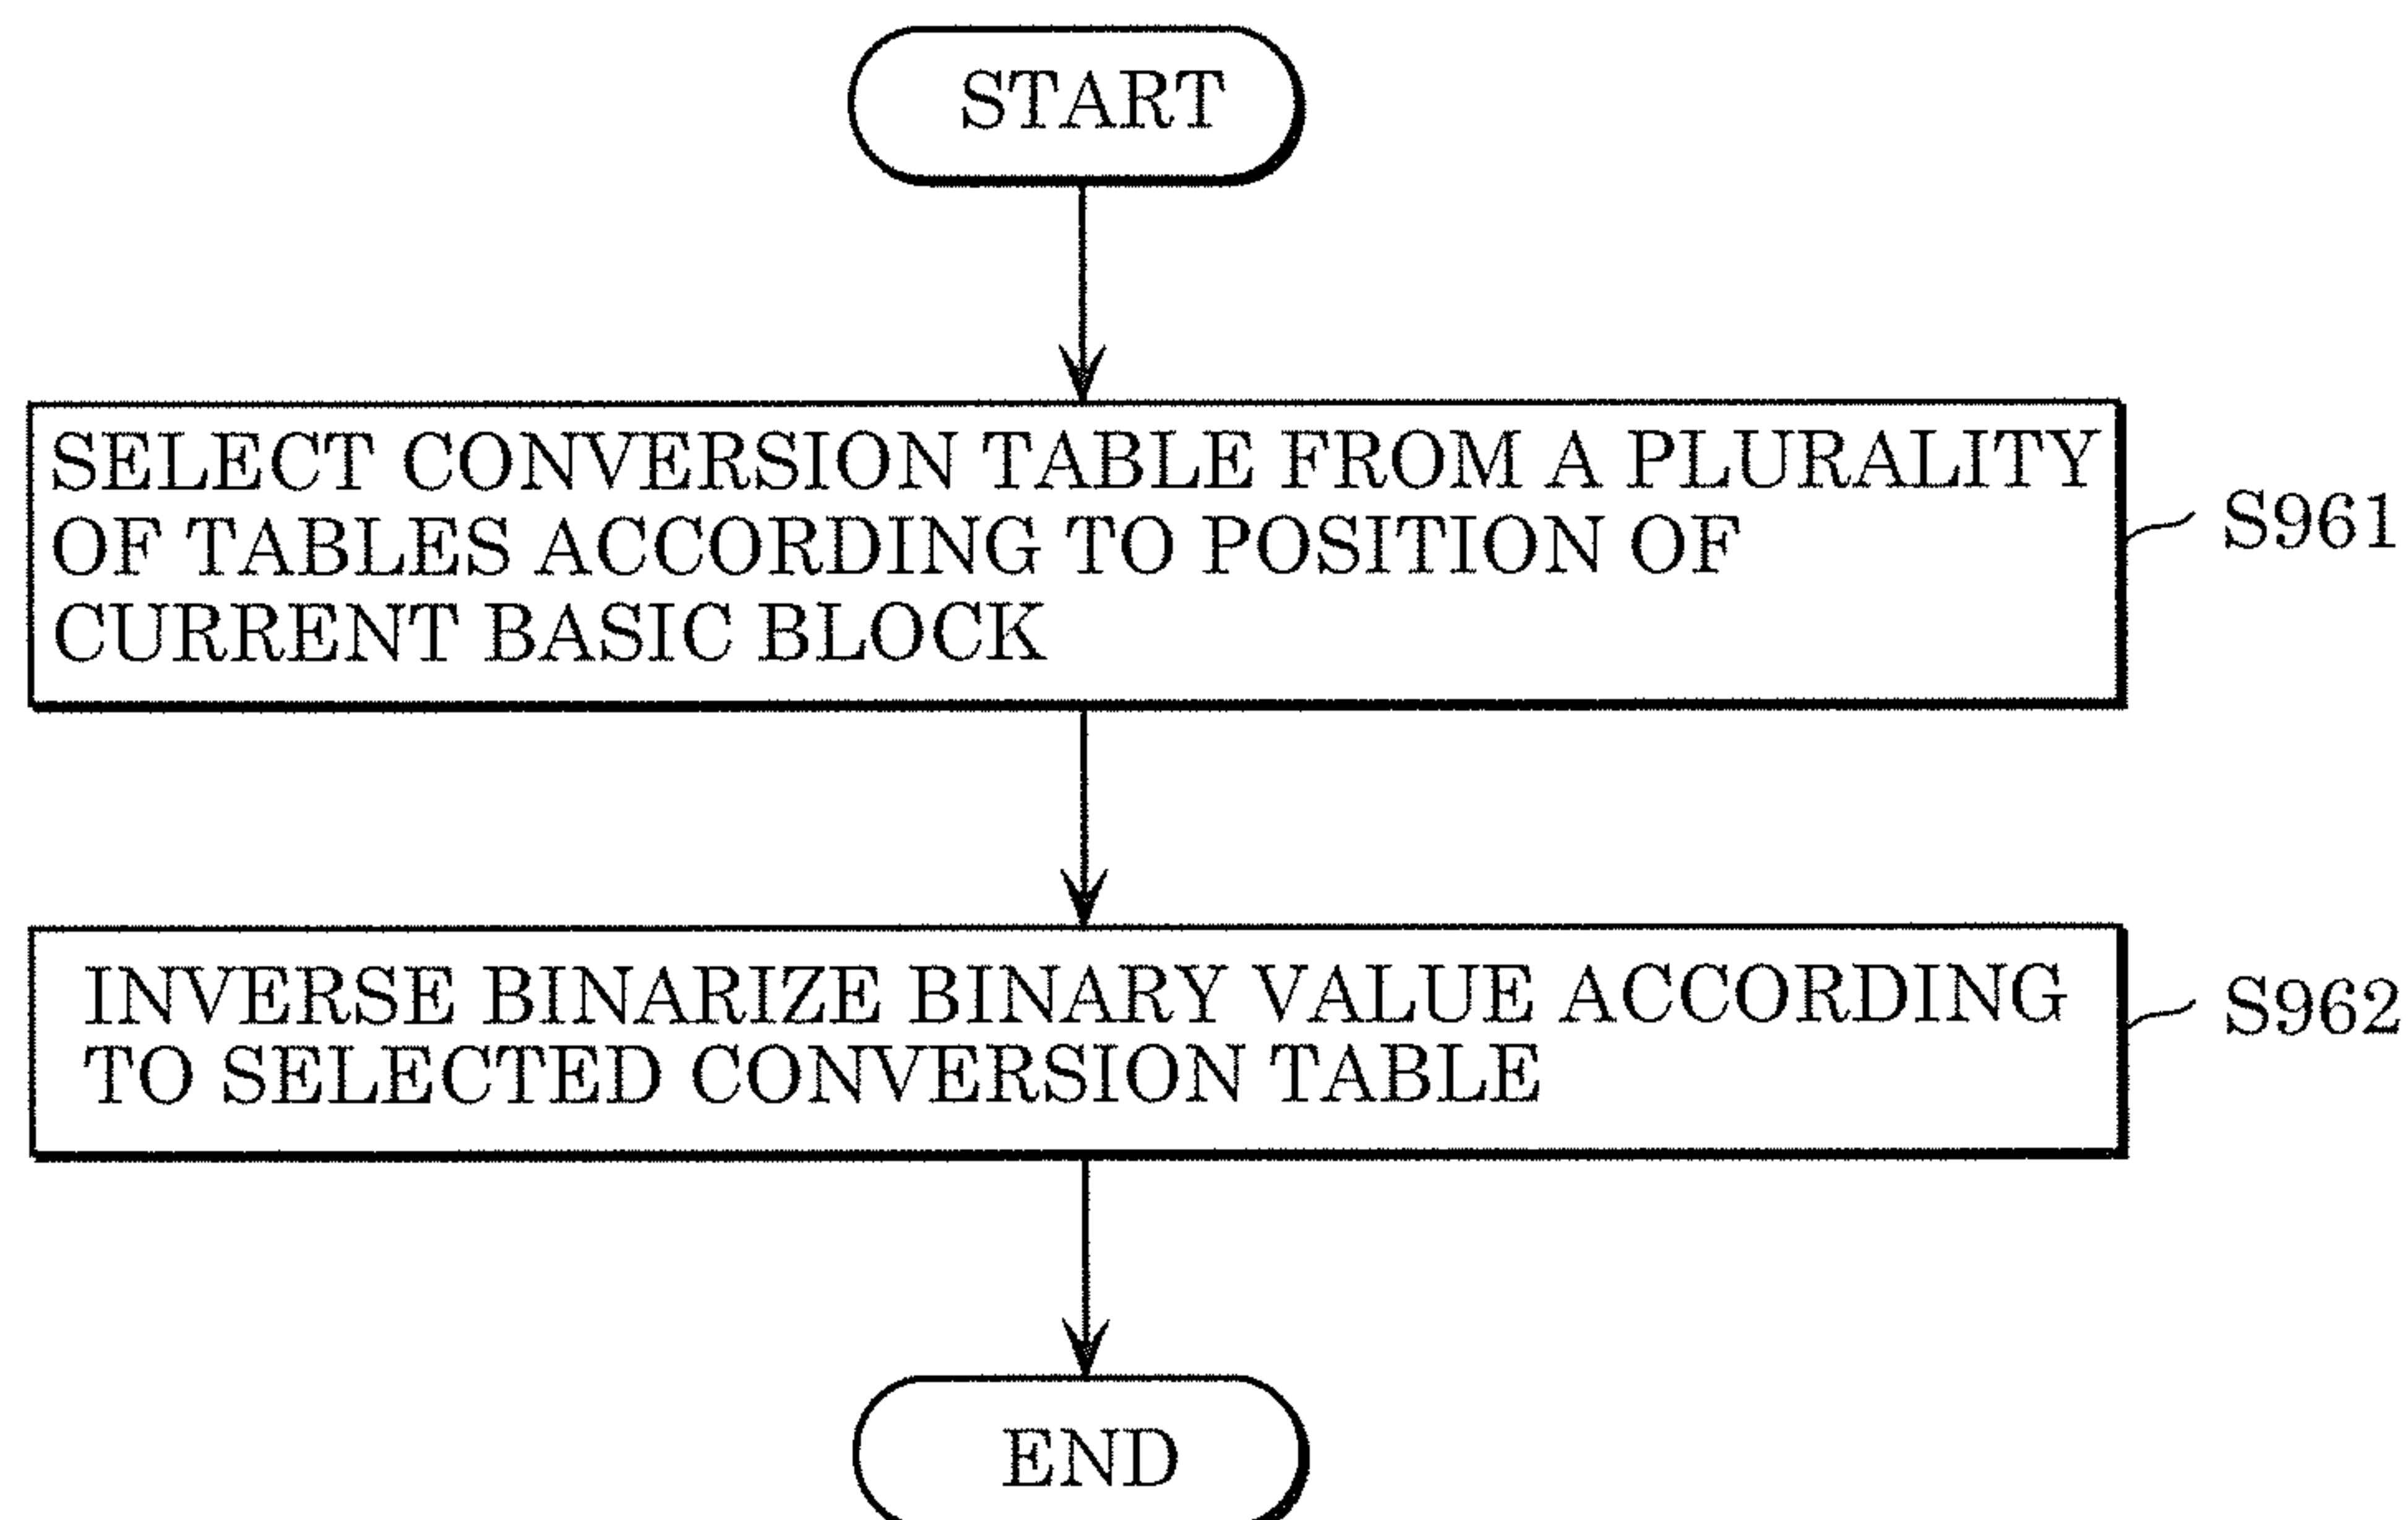 START
SELECT CONVERSION TABLE FROM A PLURALITY
OF TABLES ACCORDING TO POSITION OF
CURRENT BASIC BLOCK
S961
INVERSE BINARIZE BINARY VALUE ACCORDING
TO SELECTED CONVERSION TABLE
S962
END